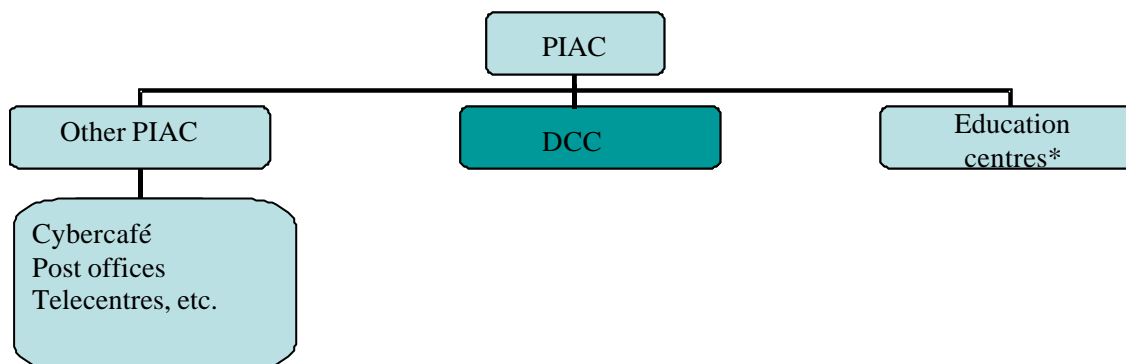 PIAC
Other PIAC
DCC
Education
centres*
Cybercafé
Post offices
Telecentres, etc.